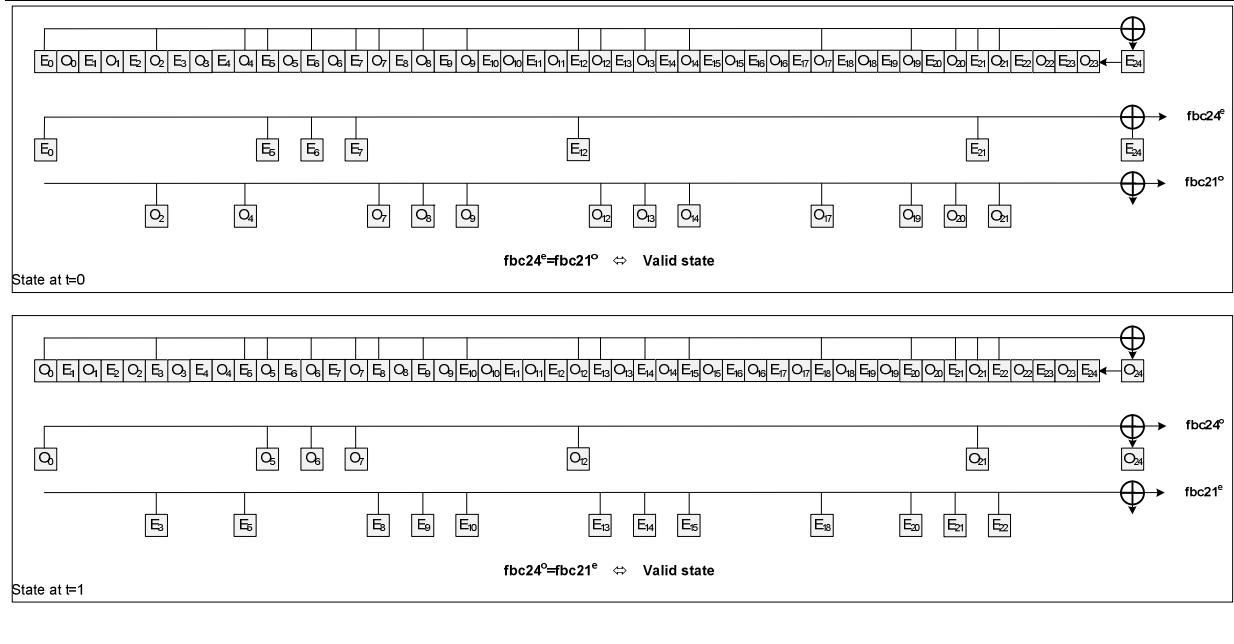 E0 O0 E1 O1 E2 O2 E3 O3 E4 O4 E5 O5 E6 O6 E7 O7 E8 O8 E9 O9 E10 O10 E11 O11 E12 O12 E13 O13 E14 O14 E15 O15 E16 O16 E17 O17 E18 O18 E19 O19 E20 O20 E21 O21 E22 O22 E23 O23 E24
fbc24e
E0 E5 E6 E7 E12 E21 E24
fbc21o
O2 O4 O7 O8 O9 O12 O13 O14 O17 O19 O20 O21
fbc24e=fbc21o ⇔ Valid state
State at t=0
O0 E1 O1 E2 O2 E3 O3 E4 O4 E5 O5 E6 O6 E7 O7 E8 O8 E9 O9 E10 O10 E11 O11 E12 O12 E13 O13 E14 O14 E15 O15 E16 O16 E17 O17 E18 O18 E19 O19 E20 O20 E21 O21 E22 O22 E23 O23 E24 O24
fbc24o
O0 O5 O6 O7 O12 O21 O24
fbc21e
E3 E5 E8 E9 E10 E13 E14 E15 E18 E20 E21 E22
fbc24o=fbc21e ⇔ Valid state
State at t=1